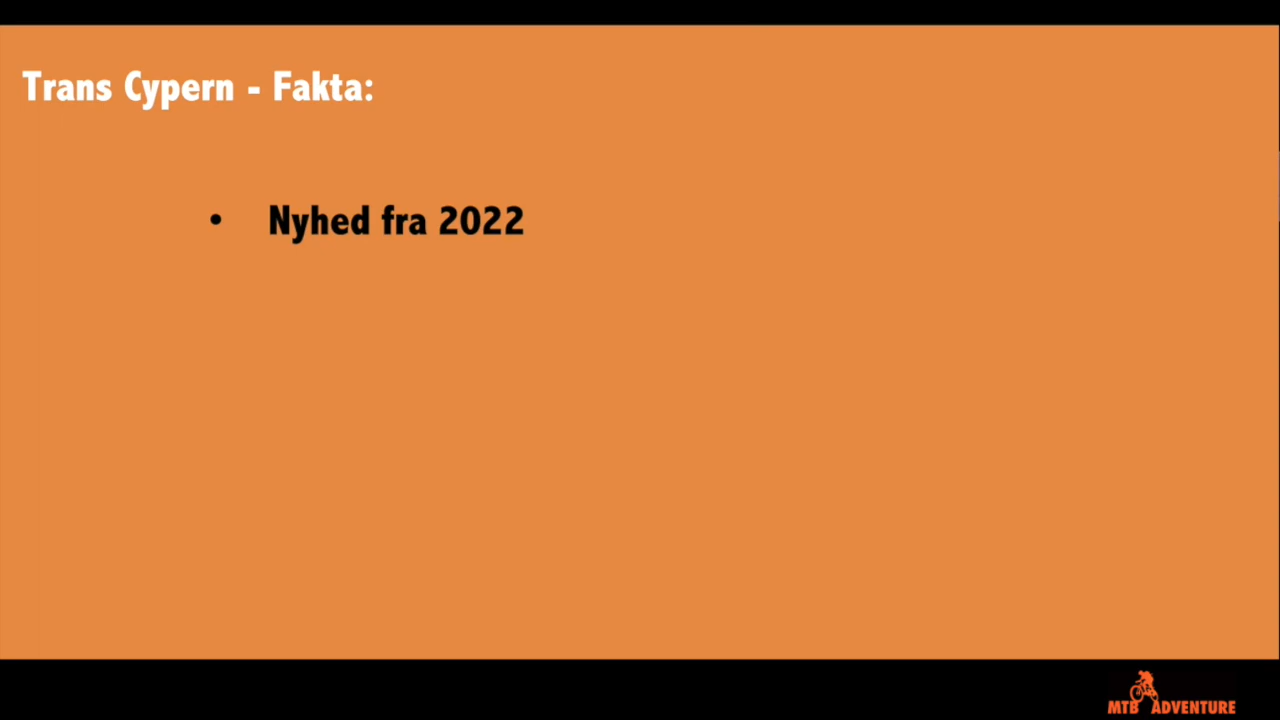 Trans Cypern - Fakta:
• Nyhed fra 2022
MTB ADVENTURE